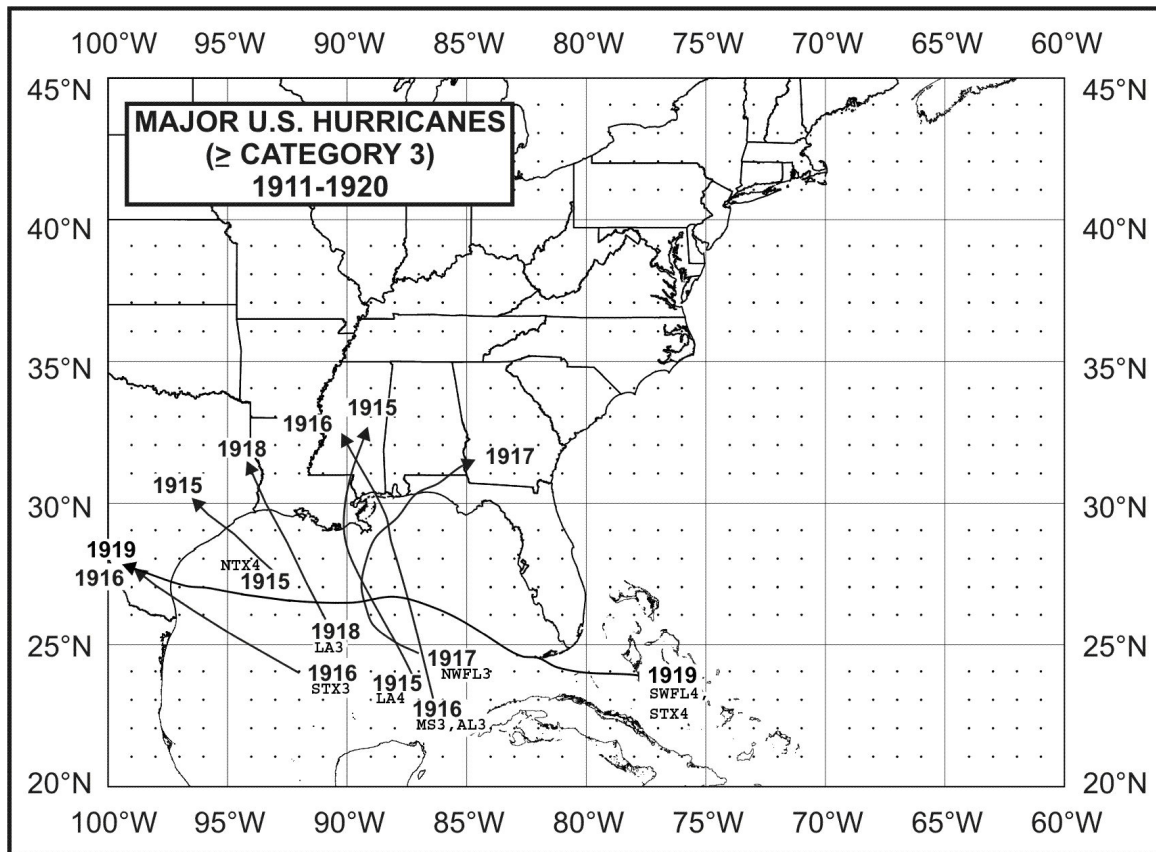 100°W 95°W 90°W 85°W 80°W 75°W 70°W 65°W 60°W
45°N 45°N
MAJOR U.S. HURRICANES
(≥ CATEGORY 3)
1911-1920
40°N 40°N
35°N 35°N
1916 1915
1918 1917
1915
30°N 30°N
1919
NTX4
1916 1915
1918
LA3
25°N 25°N
1917
NWFL3
1916
STX3
1915
LA4
1919
SWFL4,
STX4
1916
MS3,AL3
20°N 20°N
100°W 95°W 90°W 85°W 80°W 75°W 70°W 65°W 60°W